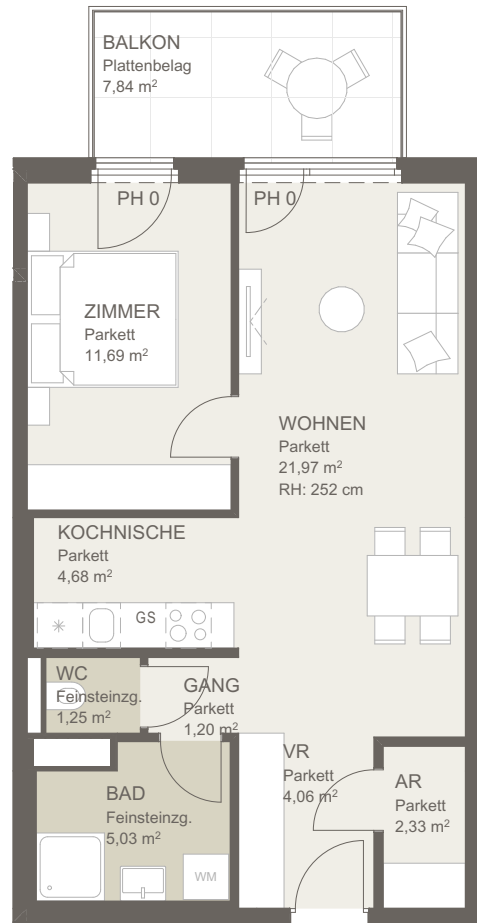 BALKON
Plattenbelag
7,84 m²
PH 0
PH 0
ZIMMER
Parkett
11,69 m²
WOHNEN
Parkett
21,97 m²
RH: 252 cm
KOCHNISCHE
Parkett
4,68 m²
GS
WC
Feinsteinzg.
1,25 m²
GANG
Parkett
1,20 m²
VR
Parkett
4,06 m²
AR
Parkett
2,33 m²
BAD
Feinsteinzg.
5,03 m²
WM